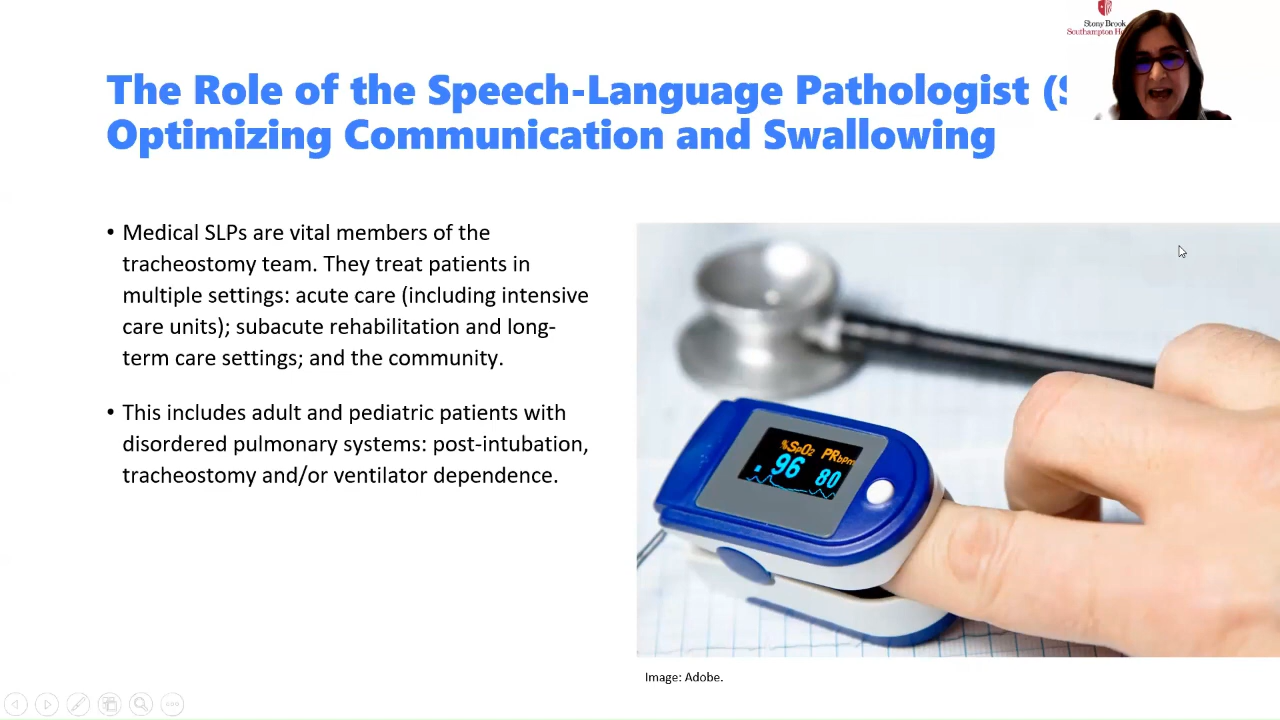 Stony Brook
Southampton
The Role of the Speech-Language Pathologist (
Optimizing Communication and Swallowing
• Medical SLPs are vital members of the
tracheostomy team. They treat patients in
multiple settings: acute care (including intensive
care units); subacute rehabilitation and long-
term care settings; and the community.
• This includes adult and pediatric patients with
disordered pulmonary systems: post-intubation,
tracheostomy and/or ventilator dependence.
%SpO2 PRbpm
96 80
Image: Adobe.